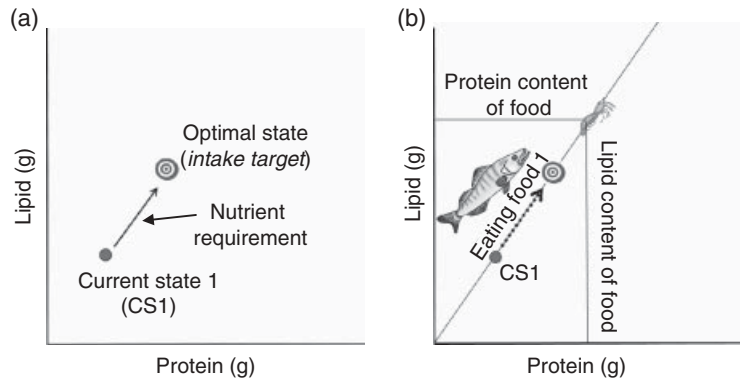 (a)
Lipid (g)
Optimal state
(intake target)
Nutrient
requirement
Current state 1
(CS1)
Protein (g)
(b)
Lipid (g)
Protein content
of food
Eating food 1
CS1
Lipid content
of food
Protein (g)